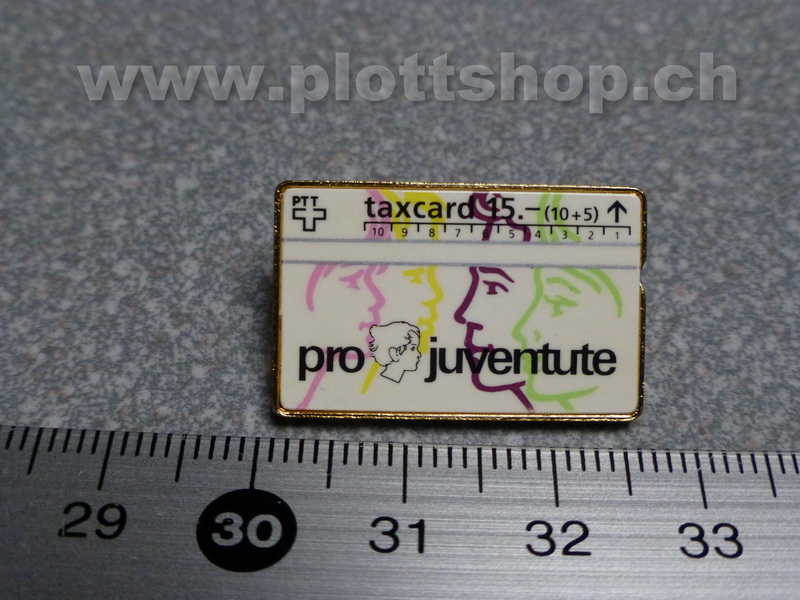 www.plottshop.ch
PTT
taxcard 15.– (10+5) ↑
10 9 8 7 6 5 4 3 2 1
pro juventute
29 30 31 32 33